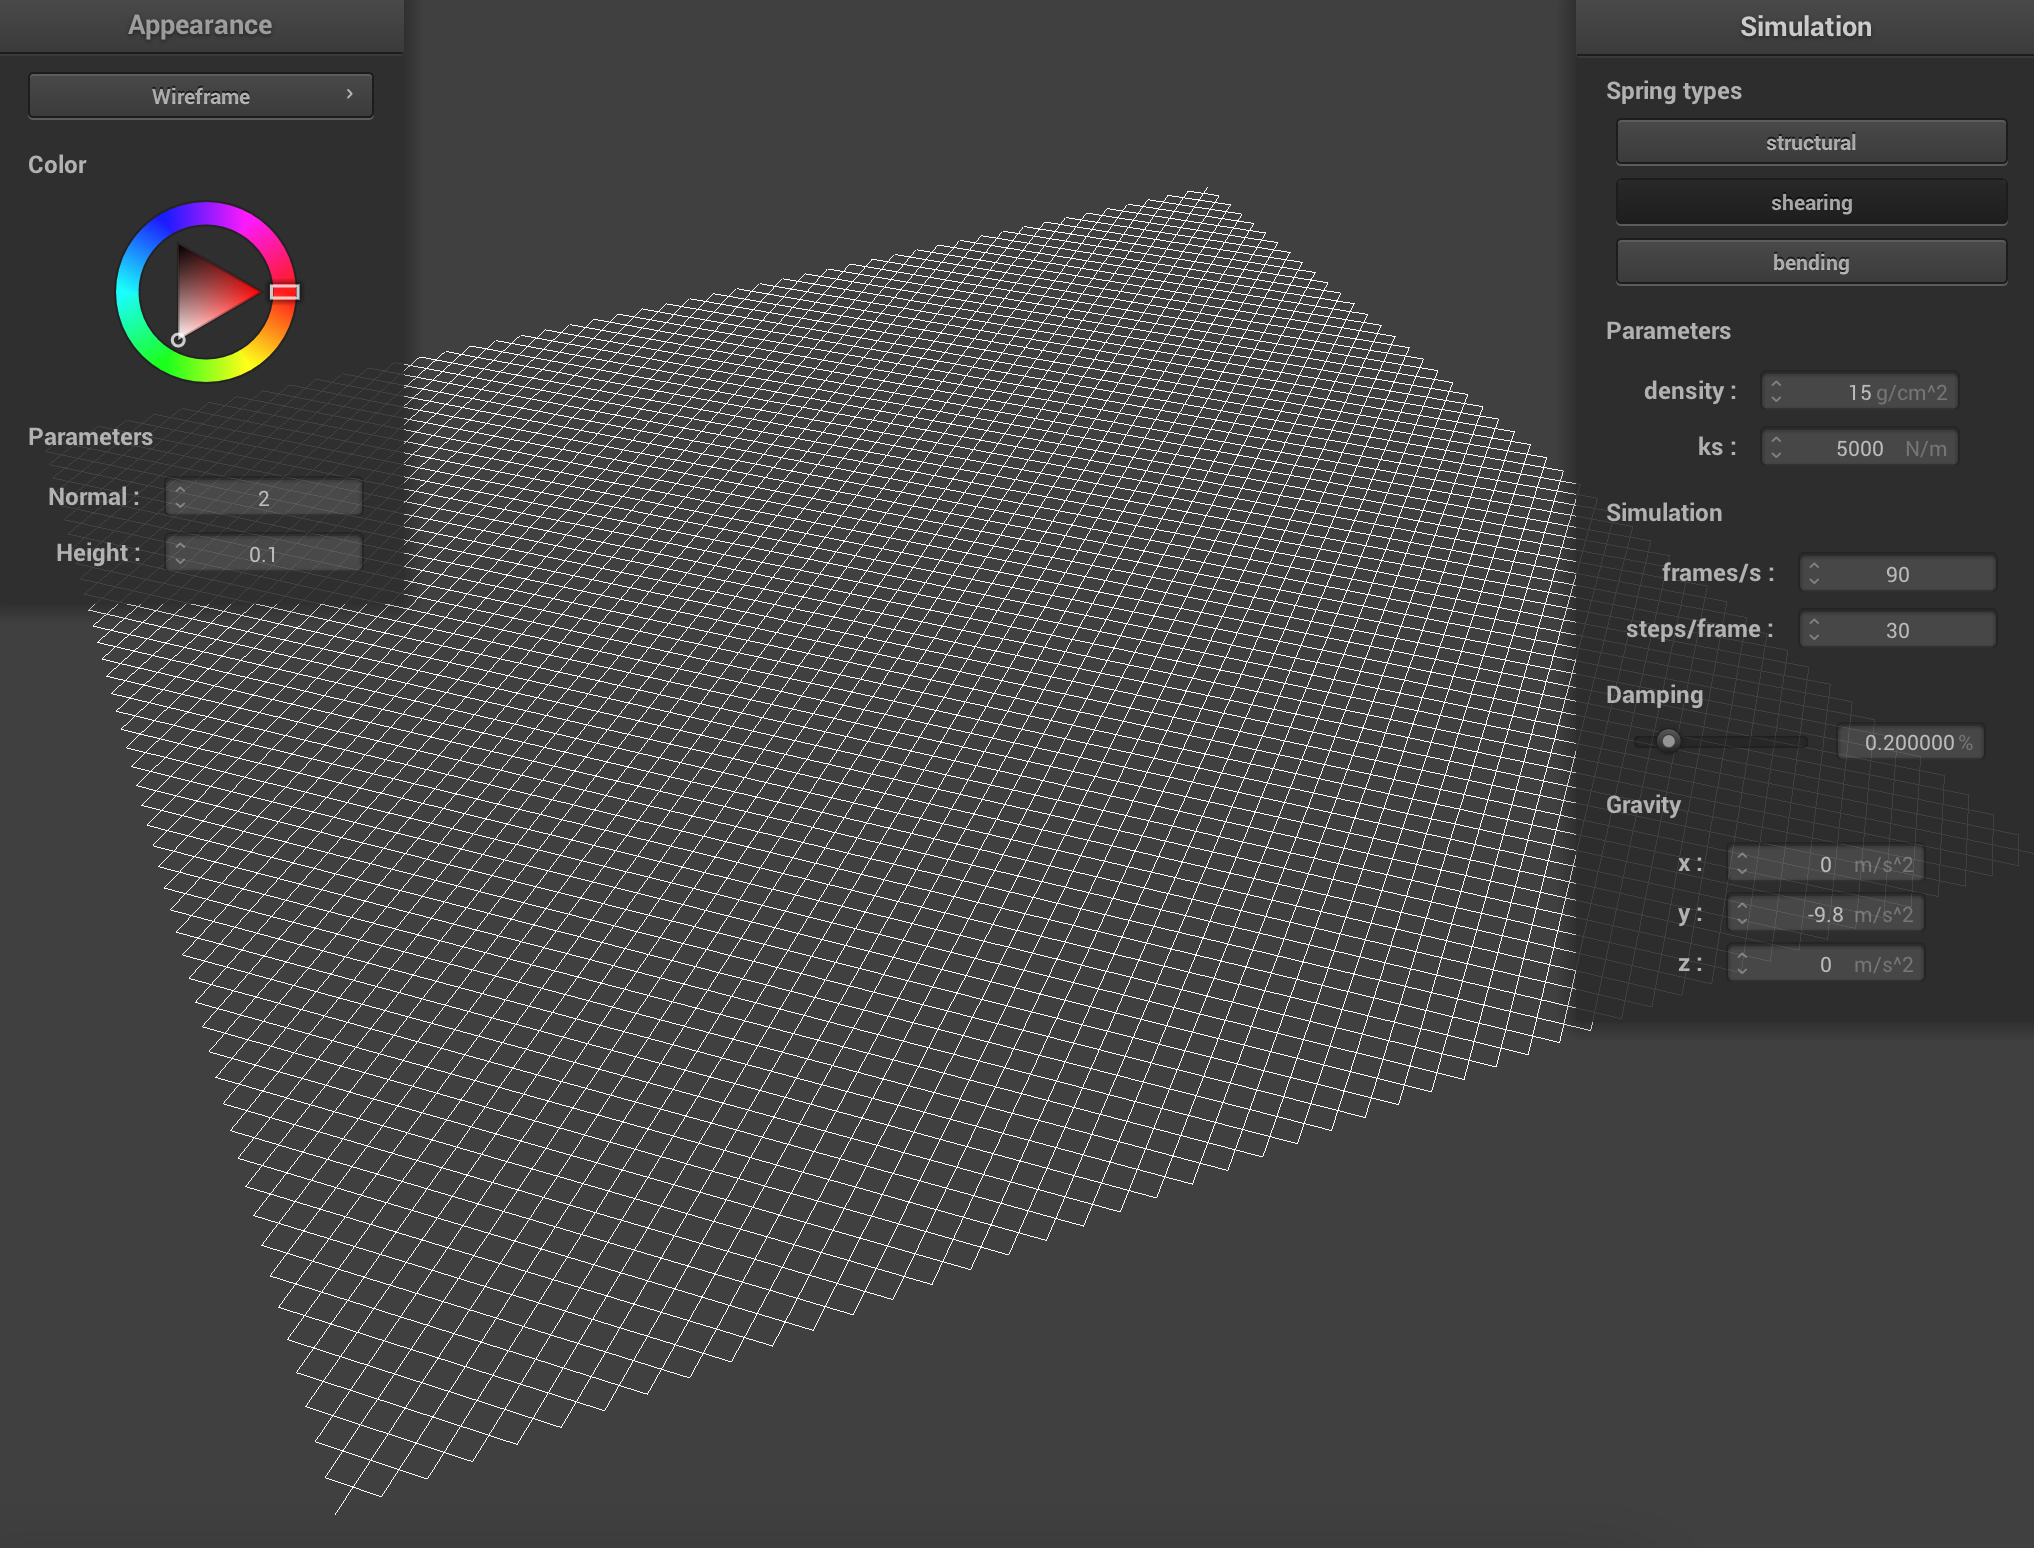 Appearance
Wireframe
Color
Parameters
Normal : 2
Height : 0.1
Simulation
Spring types
structural
shearing
bending
Parameters
density : 15 g/cm^2
ks : 5000 N/m
Simulation
frames/s : 90
steps/frame : 30
Damping
0.200000 %
Gravity
x : 0 m/s^2
y : -9.8 m/s^2
z : 0 m/s^2